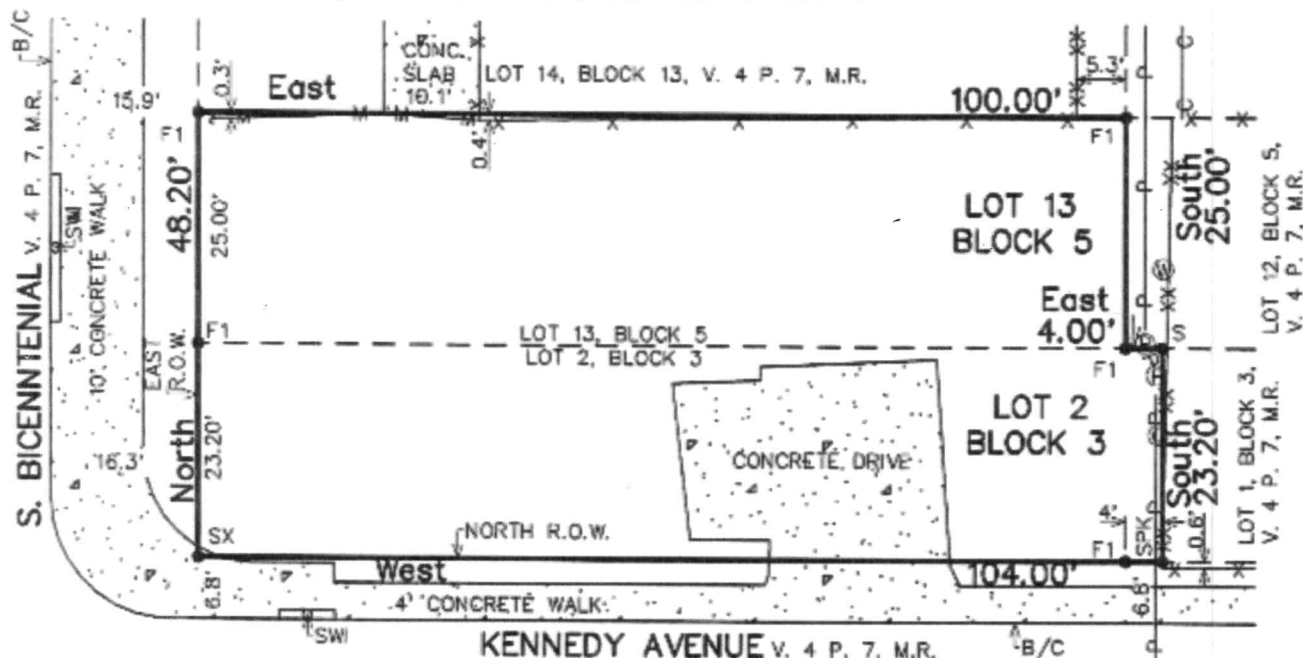 B/C
S. BICENTENIAL V. 4 P. 7, M.R.
SWI
10' CONCRETE WALK
15.9'
16.3'
EAST
R.O.W.
0.3'
East
CONC.
SLAB
10.1'
LOT 14, BLOCK 13, V. 4 P. 7, M.R.
0.4'
100.00'
5.3'
F1
F1
North 48.20'
25.00'
23.20'
LOT 13
BLOCK 5
South
25.00'
LOT 12, BLOCK 5,
V. 4 P. 7, M.R.
East
4.00'
F1
LOT 13, BLOCK 5
LOT 2, BLOCK 3
F1
S
LOT 2
BLOCK 3
CONCRETE DRIVE
South
23.20'
LOT 1, BLOCK 3,
V. 4 P. 7, M.R.
4'
SPK
0.6'
SX
NORTH R.O.W.
F1
West
104.00'
6.8'
6.8'
4' CONCRETE WALK
SWI
KENNEDY AVENUE V. 4 P. 7, M.R.
B/C